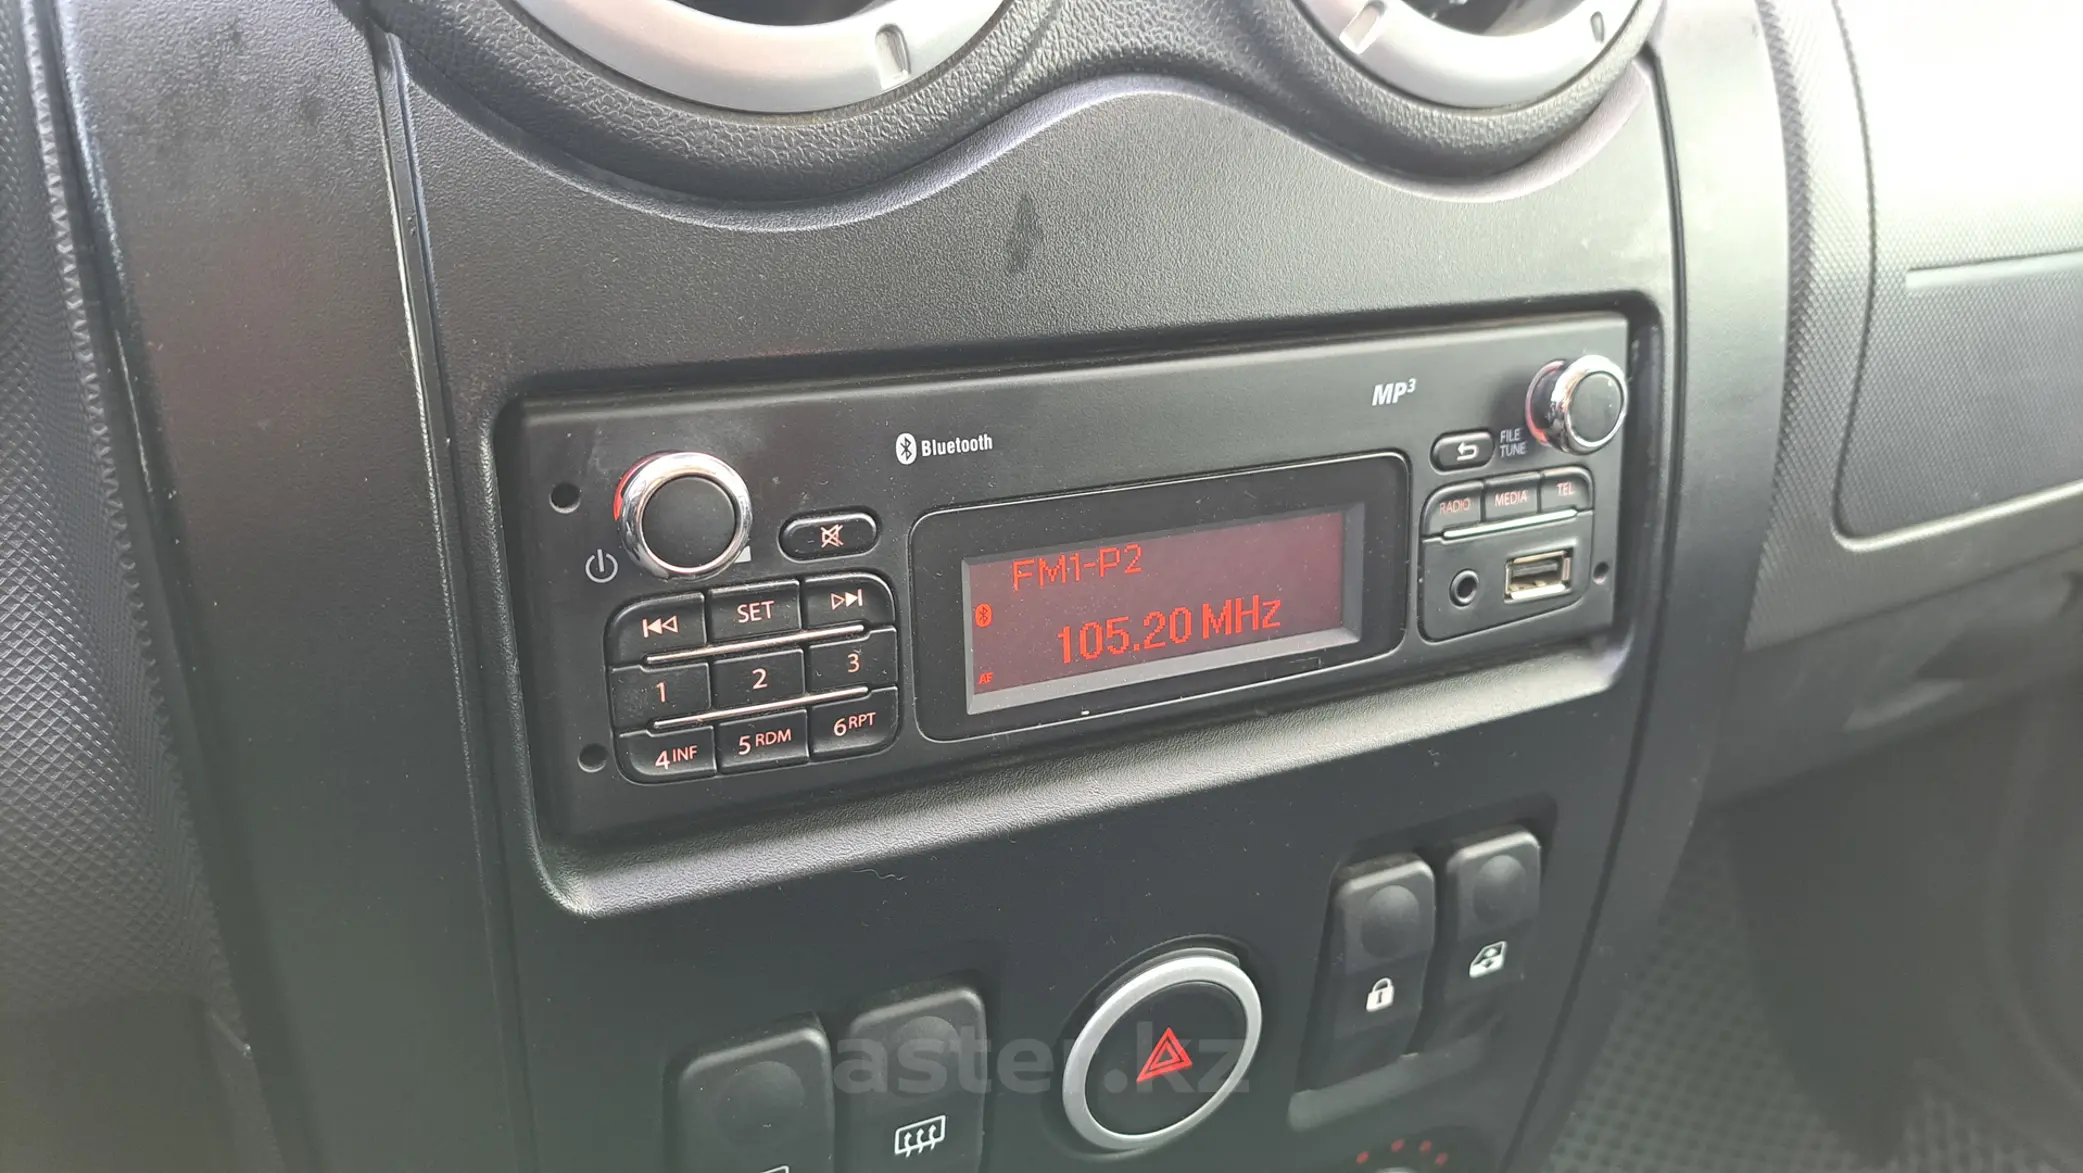 MP3
Bluetooth
FILE
TUNE
RADIO
MEDIA
TEL
FM1-P2
105.20 MHz
AF
SET
1
2
3
4 INF
5 RDM
6 RPT
aster.kz